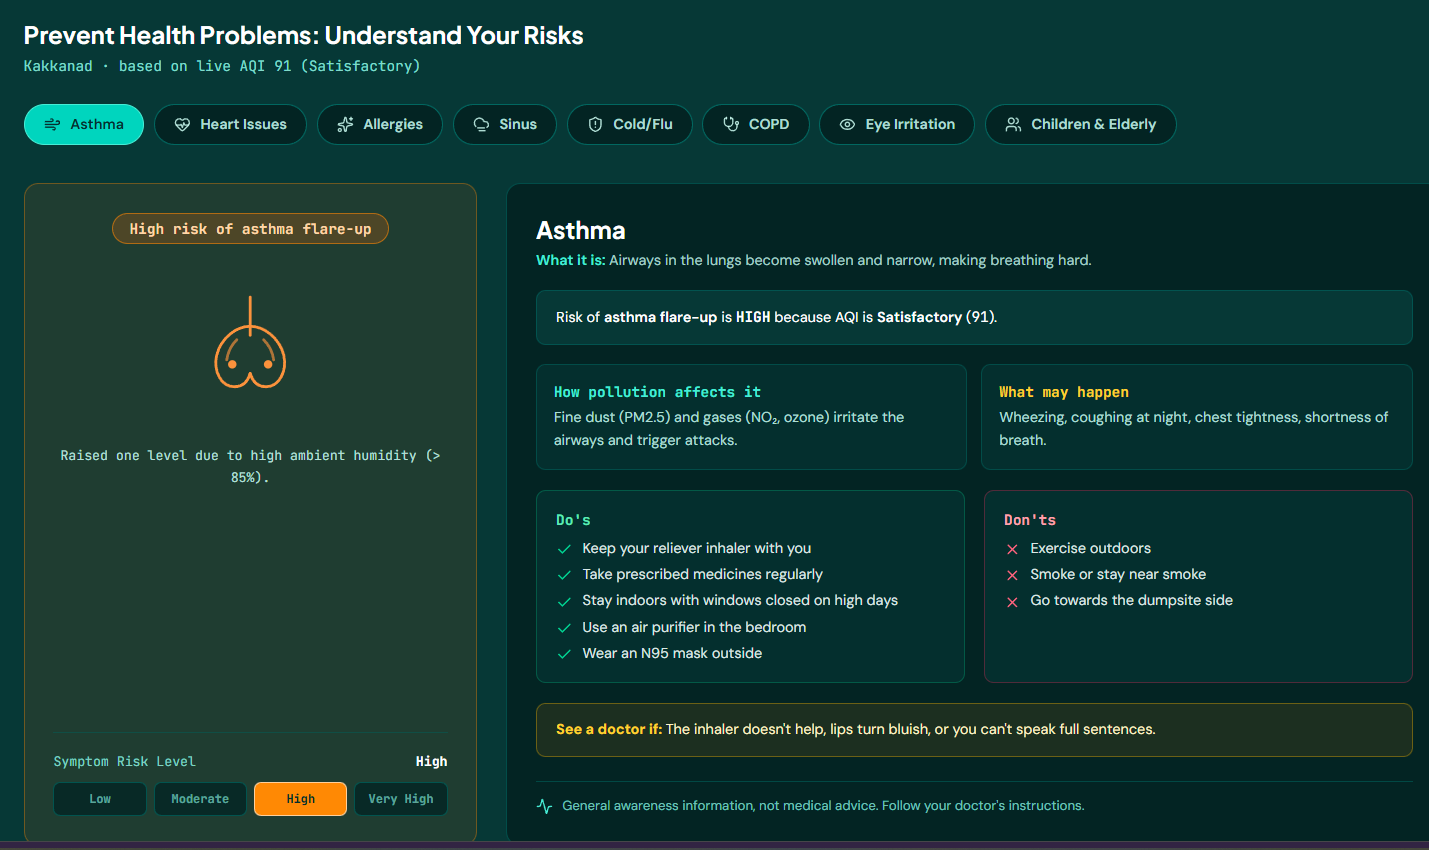 Prevent Health Problems: Understand Your Risks
Kakkanad · based on live AQI 91 (Satisfactory)
Asthma
Heart Issues
Allergies
Sinus
Cold/Flu
COPD
Eye Irritation
Children & Elderly
High risk of asthma flare-up
Raised one level due to high ambient humidity (>
85%).
Symptom Risk Level
High
Low
Moderate
High
Very High
Asthma
What it is: Airways in the lungs become swollen and narrow, making breathing hard.
Risk of asthma flare-up is HIGH because AQI is Satisfactory (91).
How pollution affects it
Fine dust (PM2.5) and gases (NO₂, ozone) irritate the
airways and trigger attacks.
What may happen
Wheezing, coughing at night, chest tightness, shortness of
breath.
Do's
Keep your reliever inhaler with you
Take prescribed medicines regularly
Stay indoors with windows closed on high days
Use an air purifier in the bedroom
Wear an N95 mask outside
Don'ts
Exercise outdoors
Smoke or stay near smoke
Go towards the dumpsite side
See a doctor if: The inhaler doesn't help, lips turn bluish, or you can't speak full sentences.
General awareness information, not medical advice. Follow your doctor's instructions.